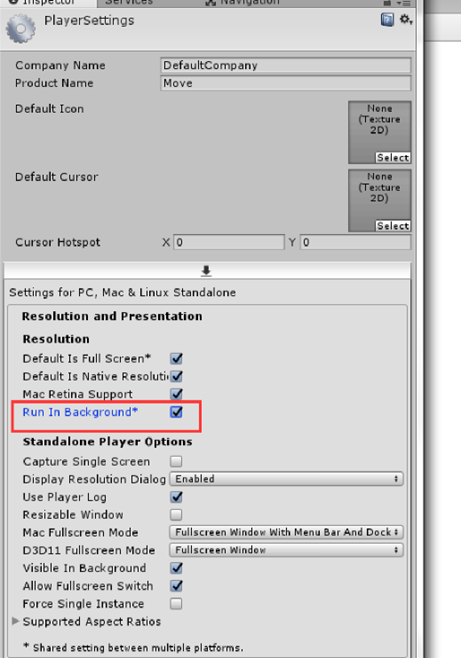 Inspector Services Navigation
PlayerSettings
Company Name DefaultCompany
Product Name Move
Default Icon
None
(Texture
2D)
Select
Default Cursor
None
(Texture
2D)
Select
Cursor Hotspot X 0 Y 0
Settings for PC, Mac & Linux Standalone
Resolution and Presentation
Resolution
Default Is Full Screen*
Default Is Native Resoluti
Mac Retina Support
Run In Background*
Standalone Player Options
Capture Single Screen
Display Resolution Dialog Enabled
Use Player Log
Resizable Window
Mac Fullscreen Mode Fullscreen Window With Menu Bar And Dock
D3D11 Fullscreen Mode Fullscreen Window
Visible In Background
Allow Fullscreen Switch
Force Single Instance
Supported Aspect Ratios
* Shared setting between multiple platforms.